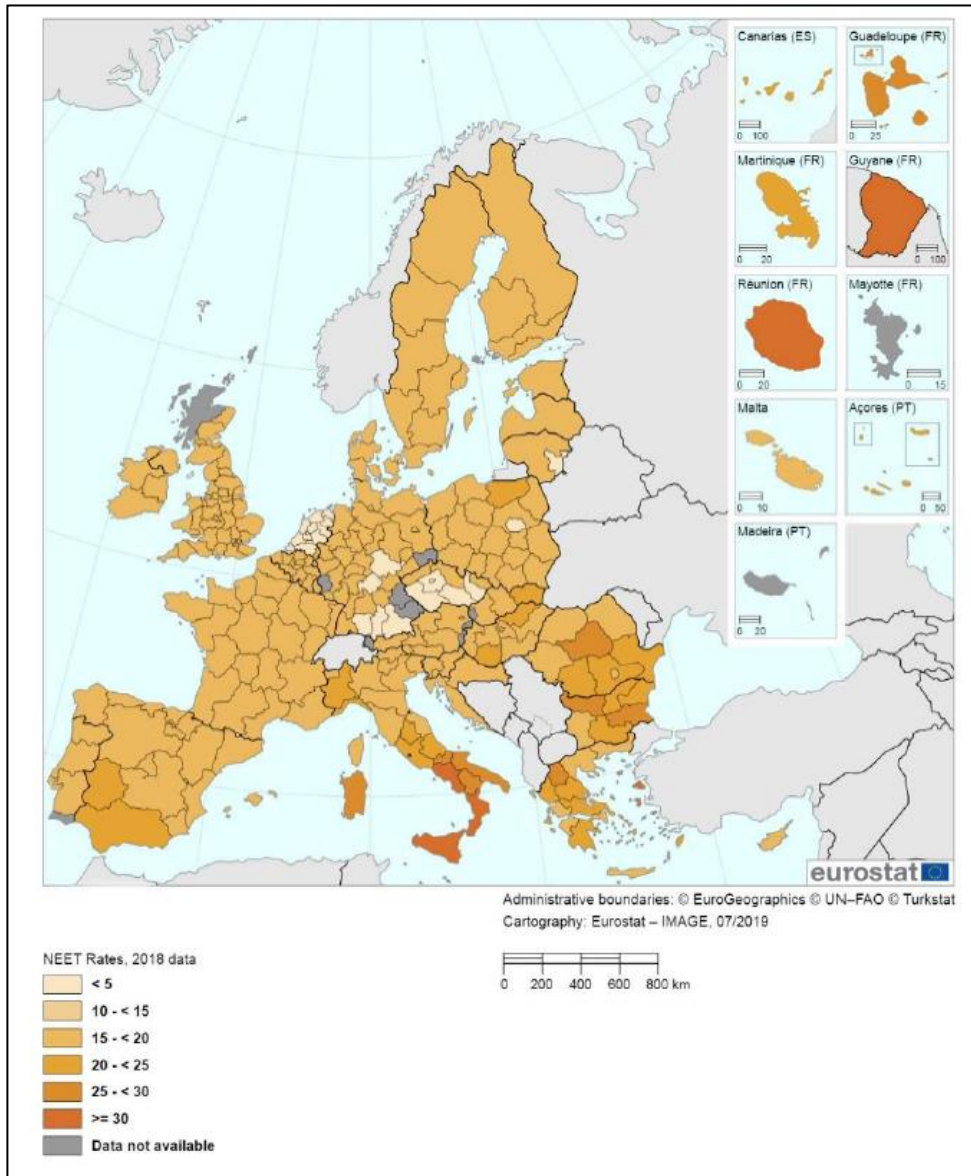 Canarias (ES)
0 100
Guadeloupe (FR)
0 25
Martinique (FR)
0 20
Guyane (FR)
0 100
Réunion (FR)
0 20
Mayotte (FR)
0 15
Malta
0 10
Açores (PT)
0 50
Madeira (PT)
0 20
eurostat
Administrative boundaries: © EuroGeographics © UN–FAO © Turkstat
Cartography: Eurostat – IMAGE, 07/2019
0 200 400 600 800 km
NEET Rates, 2018 data
< 5
10 - < 15
15 - < 20
20 - < 25
25 - < 30
>= 30
Data not available